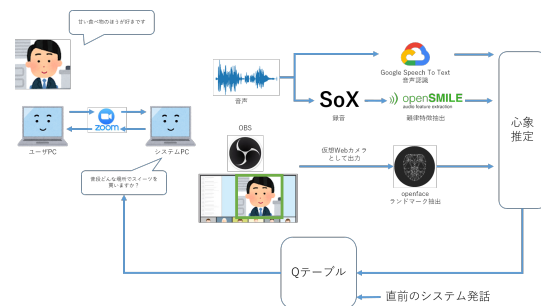 甘い食べ物のほうが好まです
zoom
ユーザPC
システムPC
普段どんな場所でスイーツを
買いますか？
音声
Google Speech To Text
音声認識
SoX
録音
openSMILE
audio feature extraction
韻律特徴抽出
OBS
仮想Webカメラ
として出力
openface
ランドマーク抽出
心象
推定
Qテーブル
直前のシステム発話